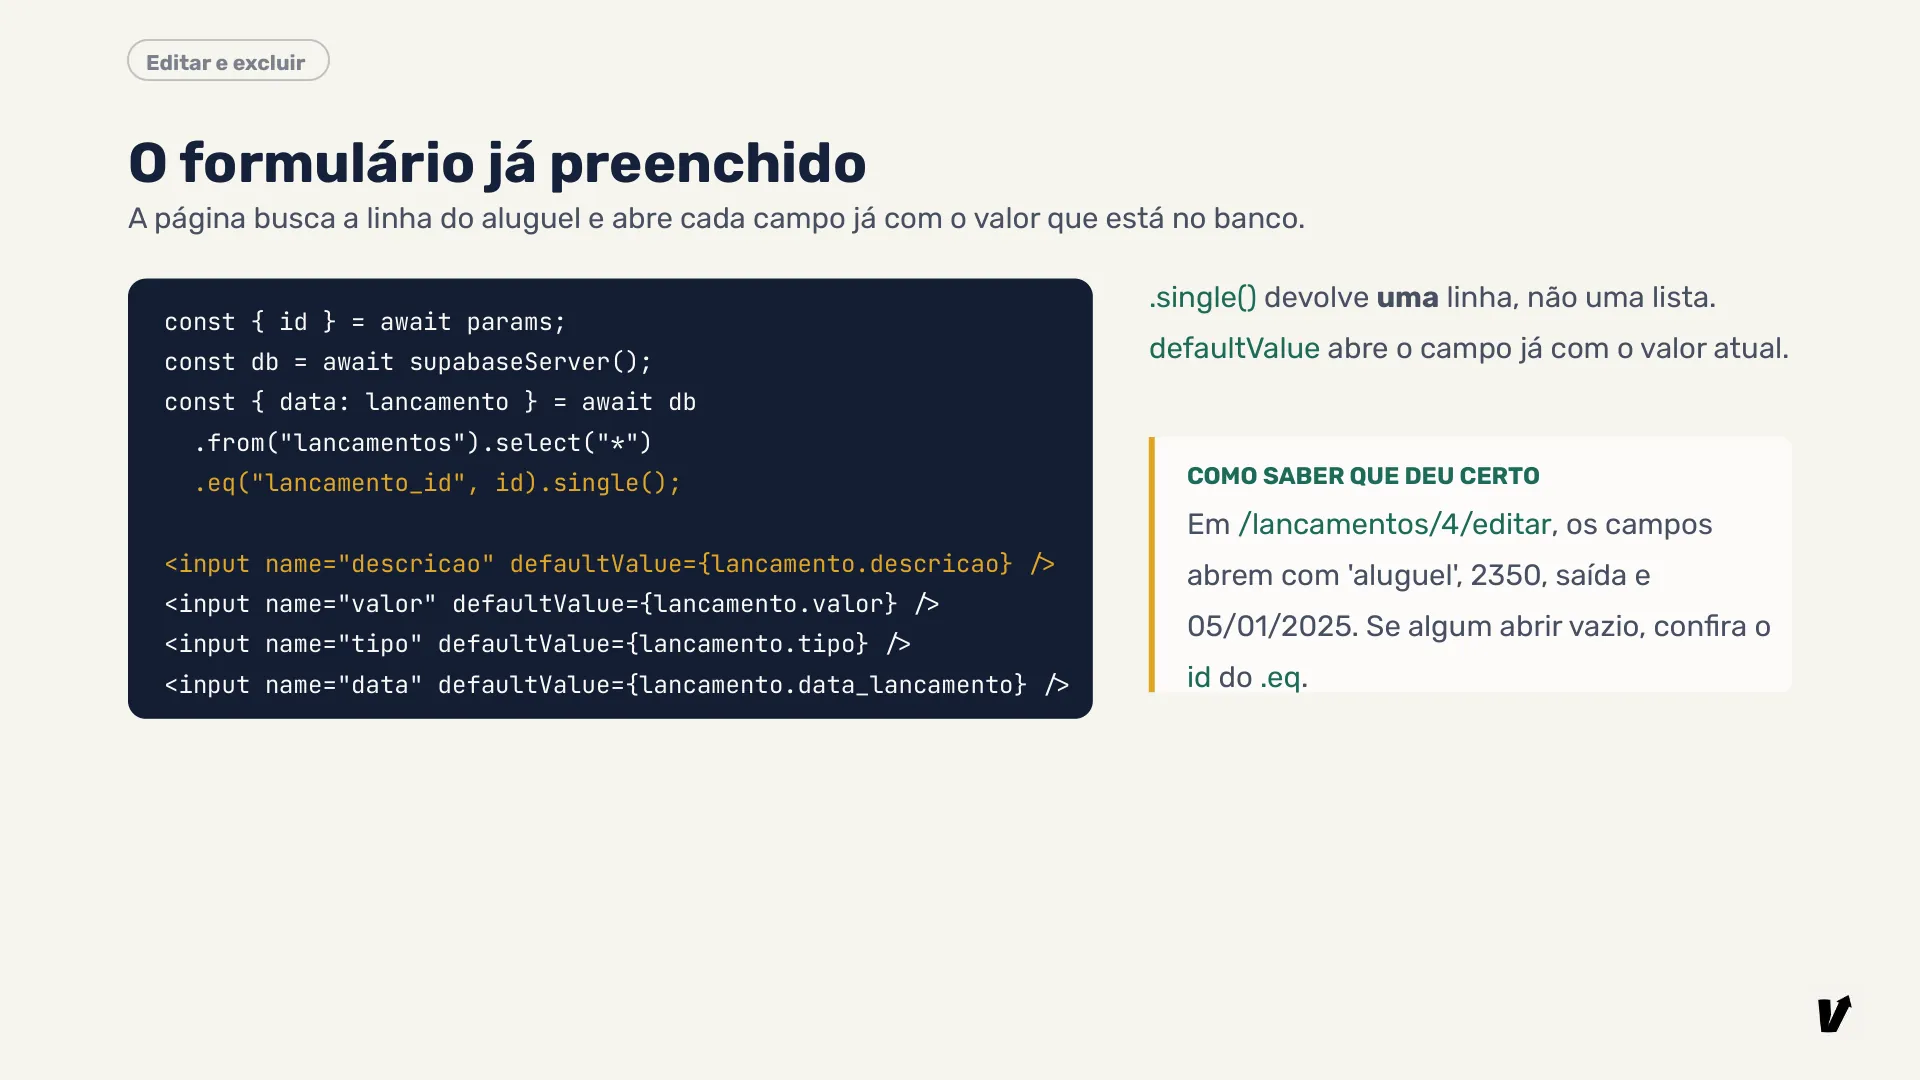 Editar e excluir
O formulário já preenchido
A página busca a linha do aluguel e abre cada campo já com o valor que está no banco.
const { id } = await params;
const db = await supabaseServer();
const { data: lancamento } = await db
  .from("lancamentos").select("*")
  .eq("lancamento_id", id).single();
<input name="descricao" defaultValue={lancamento.descricao} />
<input name="valor" defaultValue={lancamento.valor} />
<input name="tipo" defaultValue={lancamento.tipo} />
<input name="data" defaultValue={lancamento.data_lancamento} />
.single() devolve uma linha, não uma lista.
defaultValue abre o campo já com o valor atual.
COMO SABER QUE DEU CERTO
Em /lancamentos/4/editar, os campos
abrem com 'aluguel', 2350, saída e
05/01/2025. Se algum abrir vazio, confira o
id do .eq.